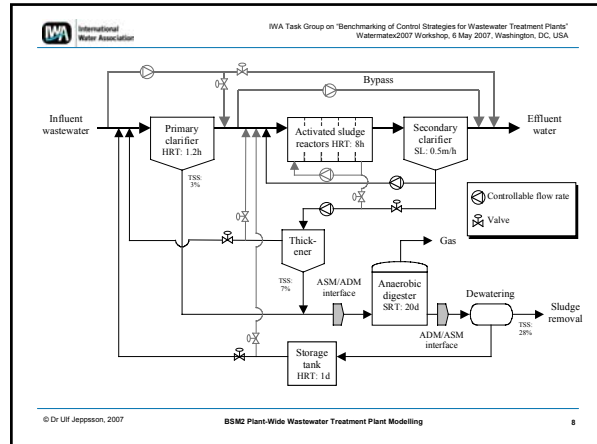 IWA
International
Water Association
IWA Task Group on "Benchmarking of Control Strategies for Wastewater Treatment Plants"
Watermatex2007 Workshop, 6 May 2007, Washington, DC, USA
Bypass
Influent
wastewater
Primary
clarifier
HRT: 1.2h
Activated sludge
reactors HRT: 8h
Secondary
clarifier
SL: 0.5m/h
Effluent
water
TSS:
3%
Controllable flow rate
Valve
Thick-
ener
Gas
TSS:
7%
ASM/ADM
interface
Anaerobic
digester
SRT: 20d
Dewatering
Sludge
removal
TSS:
28%
ADM/ASM
interface
Storage
tank
HRT: 1d
© Dr Ulf Jeppsson, 2007
BSM2 Plant-Wide Wastewater Treatment Plant Modelling
8